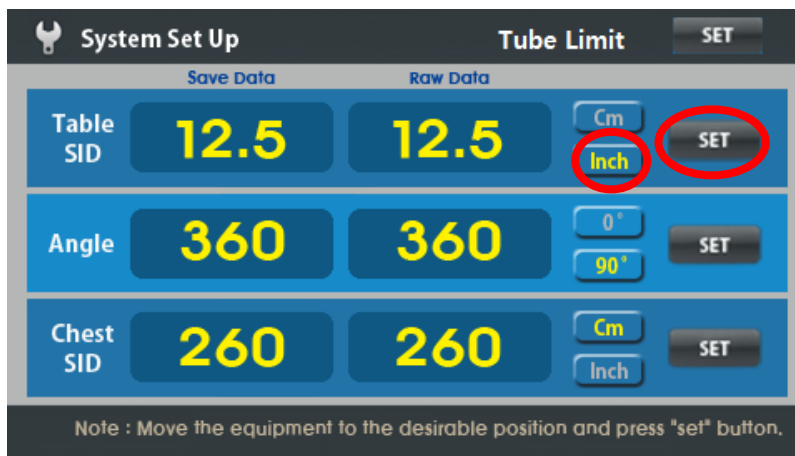 System Set Up Tube Limit SET
Save Data Raw Data
Table SID 12.5 12.5 Cm Inch SET
Angle 360 360 0° 90° SET
Chest SID 260 260 Cm Inch SET
Note : Move the equipment to the desirable position and press "set" button.